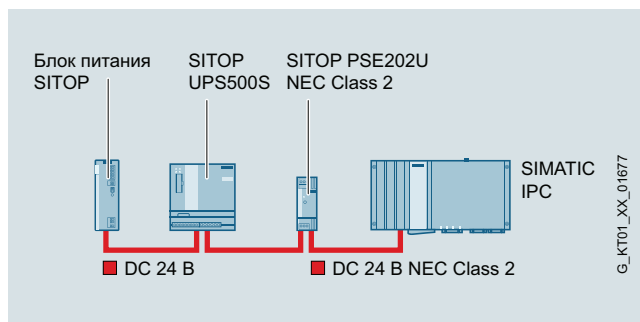 Блок питания
SITOP
SITOP
UPS500S
SITOP PSE202U
NEC Class 2
SIMATIC
IPC
DC 24 В
DC 24 В NEC Class 2
G_KT01_XX_01677